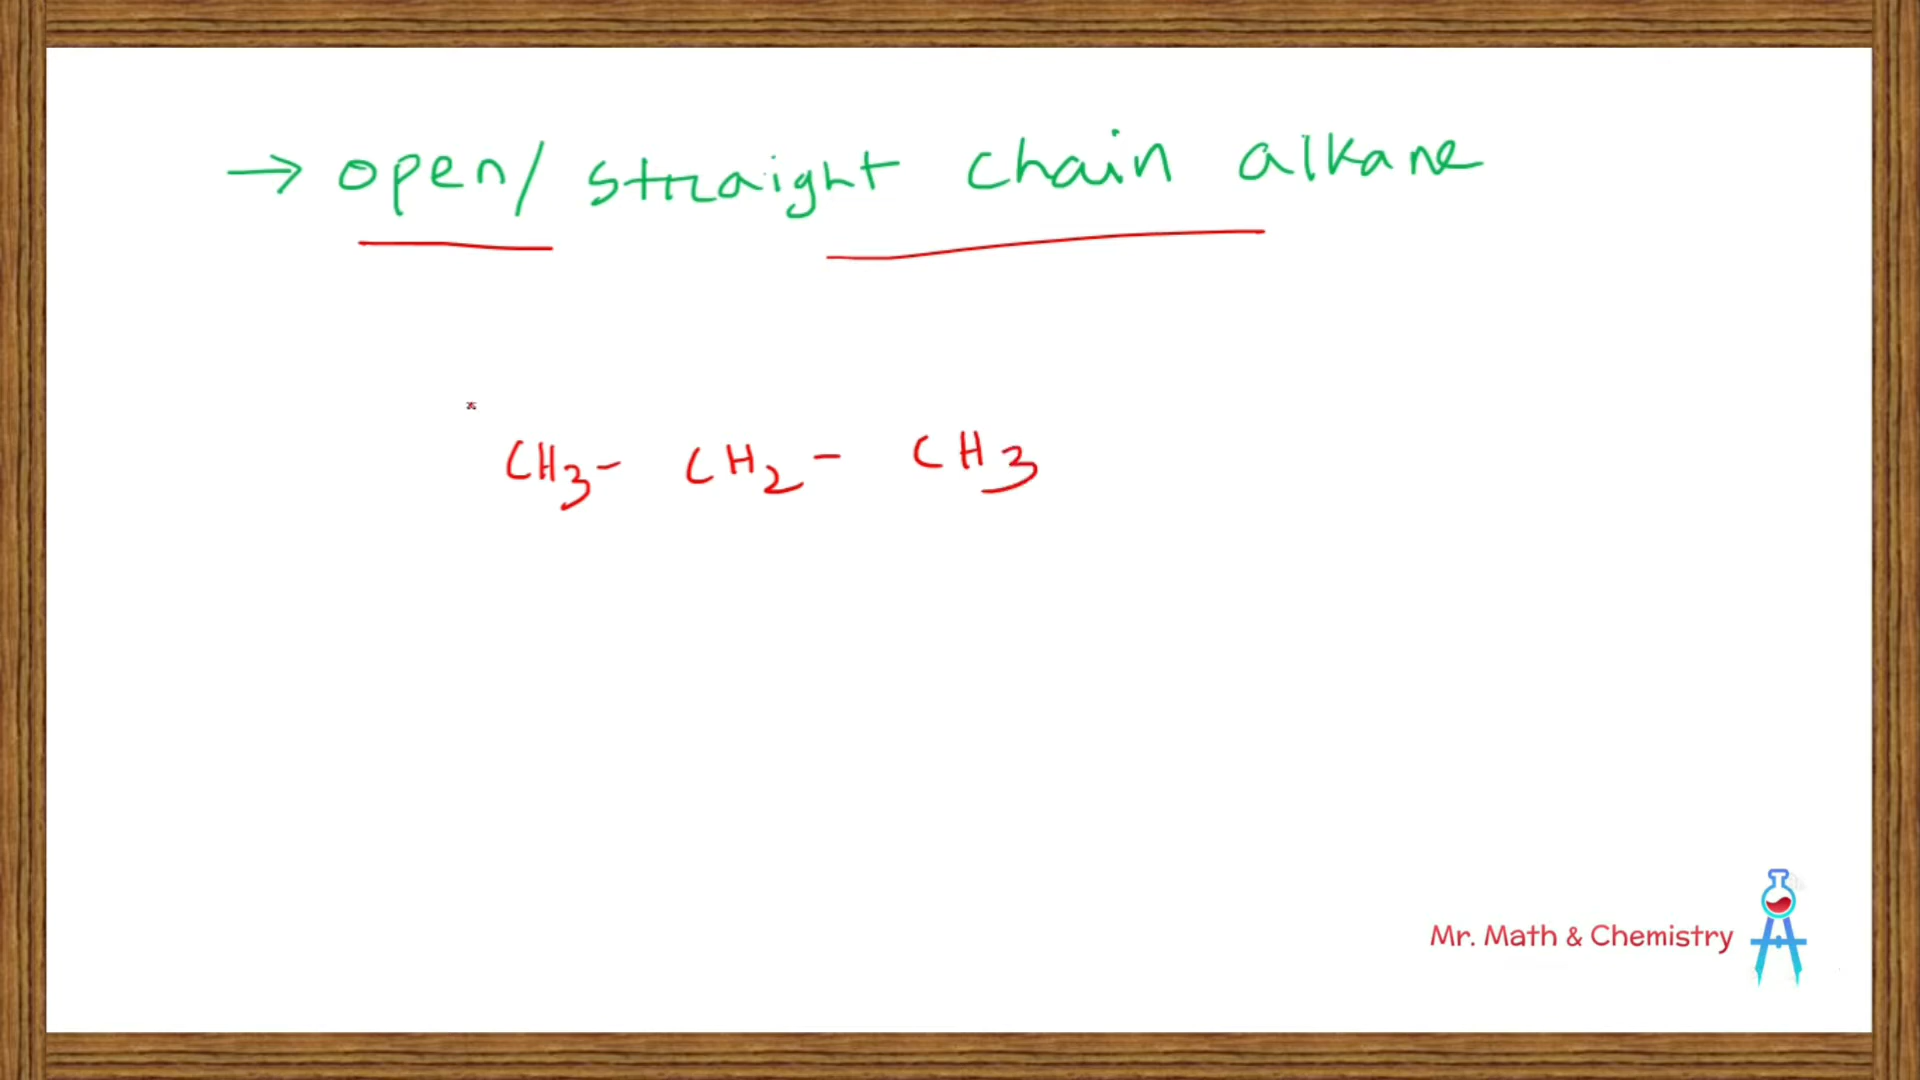 → open/ straight chain alkane
CH3- CH2- CH3
Mr. Math & Chemistry